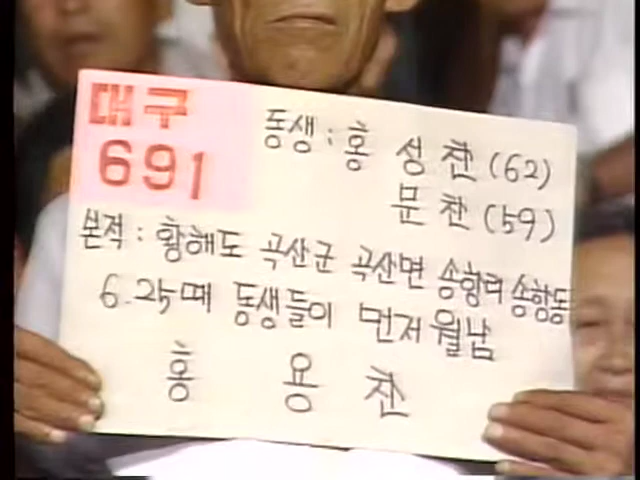 대구
691
동생 : 홍 성 찬 (62)
문 찬 (59)
본적 : 황해도 곡산군 곡산면 송항리 송항동
6.25때 동생들이 먼저 월남
홍 용 찬